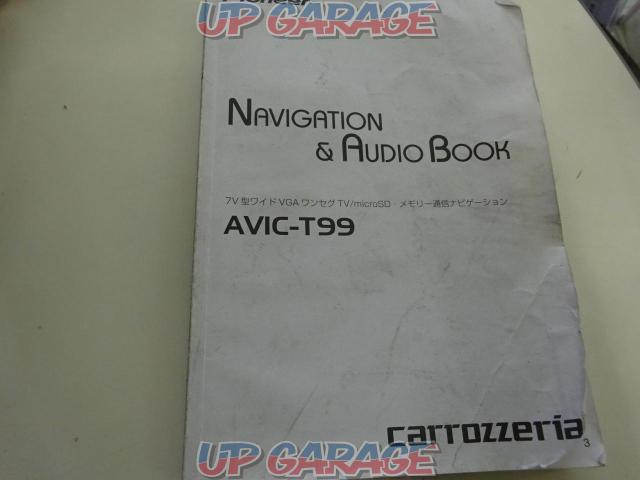 UP GARAGE
NAVIGATION
& AUDIO BOOK
7V型ワイドVGAワンセグTV/microSD・メモリー通信ナビゲーション
AVIC-T99
carrozzeria
3
UP GARAGE